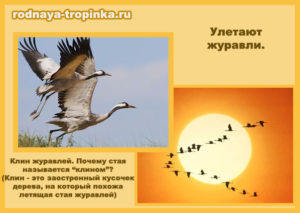 rodnaya-tropinka.ru
Улетают
журавли.
Клин журавлей. Почему стая
называется “клином”?
(Клин - это заостренный кусочек
дерева, на который похожа
летящая стая журавлей)